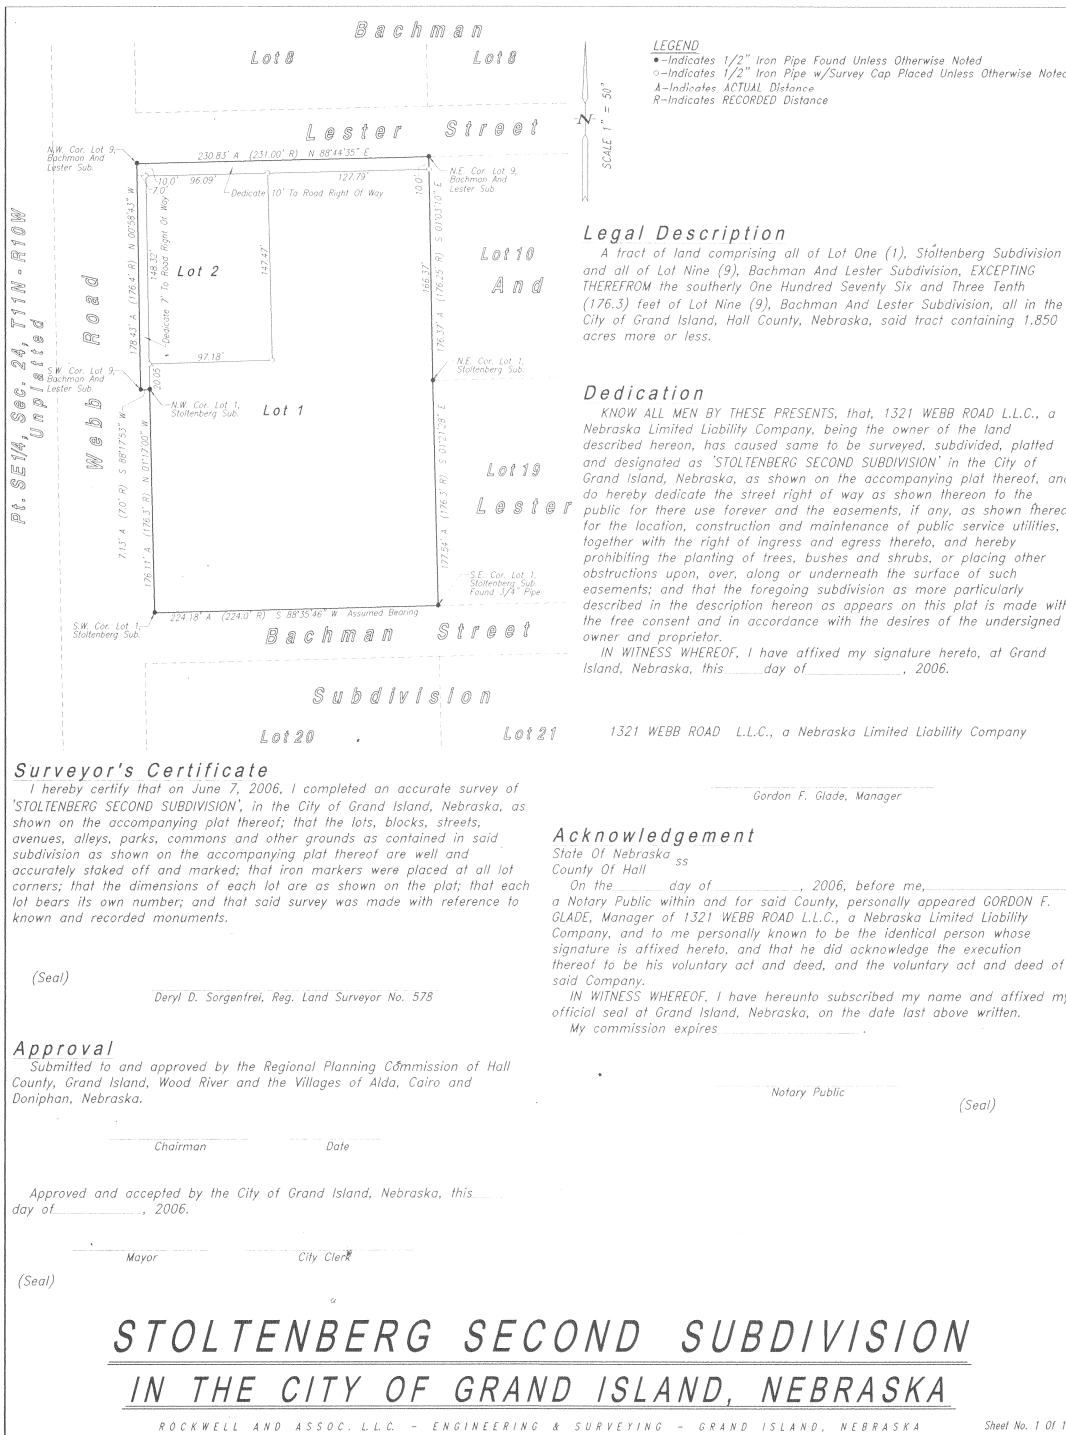 Bachman
Lot 8
Lot 8
Lester Street
N.W. Cor. Lot 9,
Bachman And
Lester Sub.
230.83' A (231.00' R) N 88°44'35" E
N.E. Cor. Lot 9,
Bachman And
Lester Sub.
10.0'
96.09'
127.79'
7.0'
10.0'
Dedicate 10' To Road Right Of Way
Pt. SE1/4, Sec. 24, T11N-R10W
Unplatted
Webb Road
178.43' A (176.4' R) N 00°58'43" W
148.32'
Dedicate 7' To Road Right Of Way
Lot 2
147.47'
166.37'
176.37' A (176.25' R) S 01°03'10" E
Lot 10
And
97.18'
20.05'
S.W. Cor. Lot 9,
Bachman And
Lester Sub.
N.W. Cor. Lot 1,
Stoltenberg Sub.
N.E. Cor. Lot 1,
Stoltenberg Sub.
Lot 1
7.13' A (7.0' R) S 88°17'53" W
176.11' A (176.3' R) N 01°17'00" W
177.54' A (176.3' R) S 01°21'28" E
Lot 19
Lester
S.E. Cor. Lot 1,
Stoltenberg Sub.
Found 3/4" Pipe
S.W. Cor. Lot 1,
Stoltenberg Sub.
224.18' A (224.0' R) S 88°35'46" W Assumed Bearing
Bachman Street
Subdivision
Lot 20
Lot 21
N
SCALE 1" = 50'
LEGEND
●-Indicates 1/2" Iron Pipe Found Unless Otherwise Noted
○-Indicates 1/2" Iron Pipe w/Survey Cap Placed Unless Otherwise Noted
A-Indicates ACTUAL Distance
R-Indicates RECORDED Distance
Legal Description
A tract of land comprising all of Lot One (1), Stoltenberg Subdivision
and all of Lot Nine (9), Bachman And Lester Subdivision, EXCEPTING
THEREFROM the southerly One Hundred Seventy Six and Three Tenth
(176.3) feet of Lot Nine (9), Bachman And Lester Subdivision, all in the
City of Grand Island, Hall County, Nebraska, said tract containing 1.850
acres more or less.
Dedication
KNOW ALL MEN BY THESE PRESENTS, that, 1321 WEBB ROAD L.L.C., a
Nebraska Limited Liability Company, being the owner of the land
described hereon, has caused same to be surveyed, subdivided, platted
and designated as 'STOLTENBERG SECOND SUBDIVISION' in the City of
Grand Island, Nebraska, as shown on the accompanying plat thereof, and
do hereby dedicate the street right of way as shown thereon to the
public for there use forever and the easements, if any, as shown thereo
for the location, construction and maintenance of public service utilities,
together with the right of ingress and egress thereto, and hereby
prohibiting the planting of trees, bushes and shrubs, or placing other
obstructions upon, over, along or underneath the surface of such
easements; and that the foregoing subdivision as more particularly
described in the description hereon as appears on this plat is made with
the free consent and in accordance with the desires of the undersigned
owner and proprietor.
IN WITNESS WHEREOF, I have affixed my signature hereto, at Grand
Island, Nebraska, this______day of____________, 2006.
1321 WEBB ROAD L.L.C., a Nebraska Limited Liability Company
Gordon F. Glade, Manager
Surveyor's Certificate
I hereby certify that on June 7, 2006, I completed an accurate survey of
'STOLTENBERG SECOND SUBDIVISION', in the City of Grand Island, Nebraska, as
shown on the accompanying plat thereof; that the lots, blocks, streets,
avenues, alleys, parks, commons and other grounds as contained in said
subdivision as shown on the accompanying plat thereof are well and
accurately staked off and marked; that iron markers were placed at all lot
corners; that the dimensions of each lot are as shown on the plat; that each
lot bears its own number; and that said survey was made with reference to
known and recorded monuments.
(Seal)
Deryl D. Sorgenfrei, Reg. Land Surveyor No. 578
Acknowledgement
State Of Nebraska
ss
County Of Hall
On the________ day of____________, 2006, before me,____________
a Notary Public within and for said County, personally appeared GORDON F.
GLADE, Manager of 1321 WEBB ROAD L.L.C., a Nebraska Limited Liability
Company, and to me personally known to be the identical person whose
signature is affixed hereto, and that he did acknowledge the execution
thereof to be his voluntary act and deed, and the voluntary act and deed of
said Company.
IN WITNESS WHEREOF, I have hereunto subscribed my name and affixed my
official seal at Grand Island, Nebraska, on the date last above written.
My commission expires____________________.
Notary Public
(Seal)
Approval
Submitted to and approved by the Regional Planning Commission of Hall
County, Grand Island, Wood River and the Villages of Alda, Cairo and
Doniphan, Nebraska.
Chairman Date
Approved and accepted by the City of Grand Island, Nebraska, this____
day of____________, 2006.
Mayor City Clerk
(Seal)
STOLTENBERG SECOND SUBDIVISION
IN THE CITY OF GRAND ISLAND, NEBRASKA
ROCKWELL AND ASSOC. L.L.C. - ENGINEERING & SURVEYING - GRAND ISLAND, NEBRASKA
Sheet No. 1 Of 1